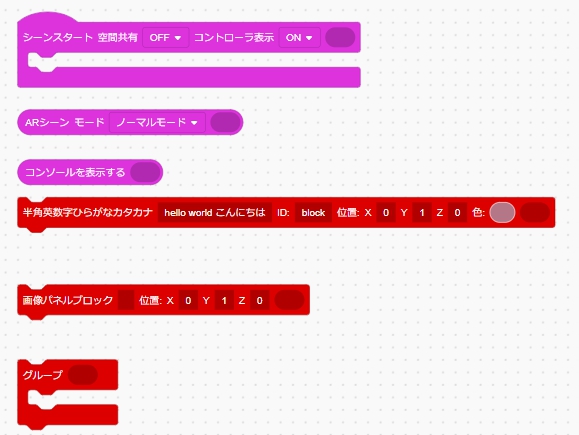 シーンスタート 空間共有 OFF コントローラ表示 ON
ARシーン モード ノーマルモード
コンソールを表示する
半角英数字ひらがなカタカナ hello world こんにちは ID: block 位置: X 0 Y 1 Z 0 色:
画像パネルブロック 位置: X 0 Y 1 Z 0
グループ